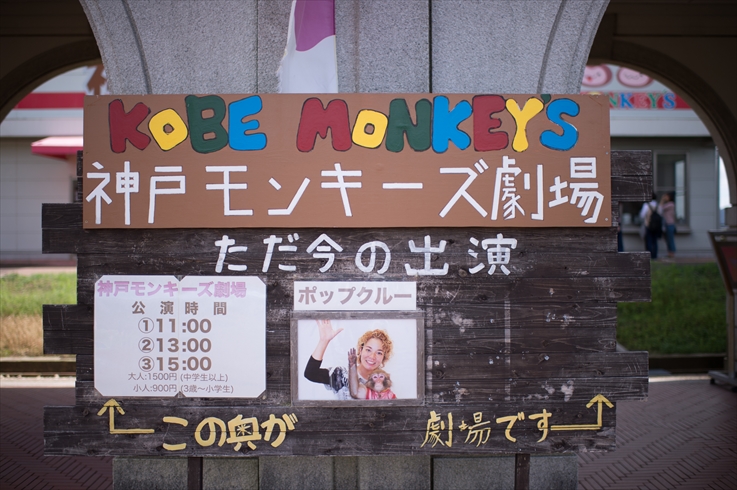 KOBE MONKEY'S
神戸モンキーズ劇場
ただ今の出演
神戸モンキーズ劇場
公演時間
①11:00
②13:00
③15:00
大人:1500円 (中学生以上)
小人:900円 (3歳～小学生)
ポップクルー
この奥が 劇場です
KEY'S